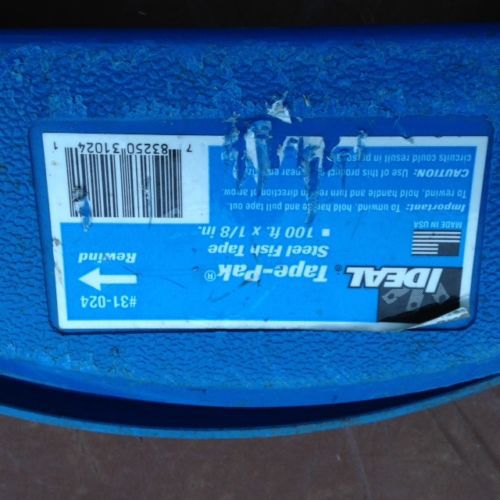 IDEAL®
Tape-Pak®
Steel Fish Tape
100 ft. x 1/8 in.
#31-024
Rewind
MADE IN USA
Important: To unwind, hold handle and pull tape out.
To rewind, hold handle and turn in direction of arrow.
CAUTION: Use of this product near
circuits could result in
7 83250 31024 1